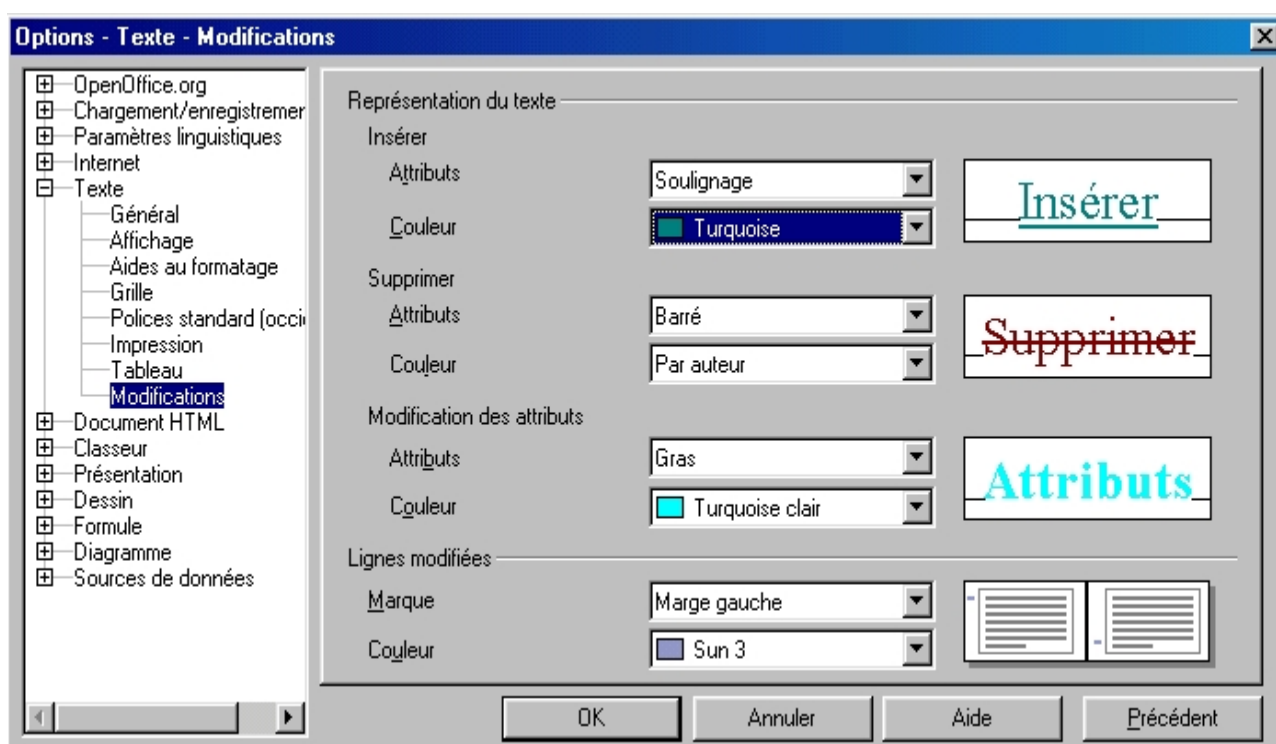 Options - Texte - Modifications
OpenOffice.org
Chargement/enregistremer
Paramètres linguistiques
Internet
Texte
Général
Affichage
Aides au formatage
Grille
Polices standard (occi
Impression
Tableau
Modifications
Document HTML
Classeur
Présentation
Dessin
Formule
Diagramme
Sources de données
Représentation du texte
Insérer
Attributs Soulignage Insérer
Couleur Turquoise
Supprimer
Attributs Barré Supprimer
Couleur Par auteur
Modification des attributs
Attributs Gras Attributs
Couleur Turquoise clair
Lignes modifiées
Marque Marge gauche
Couleur Sun 3
OK Annuler Aide Précédent